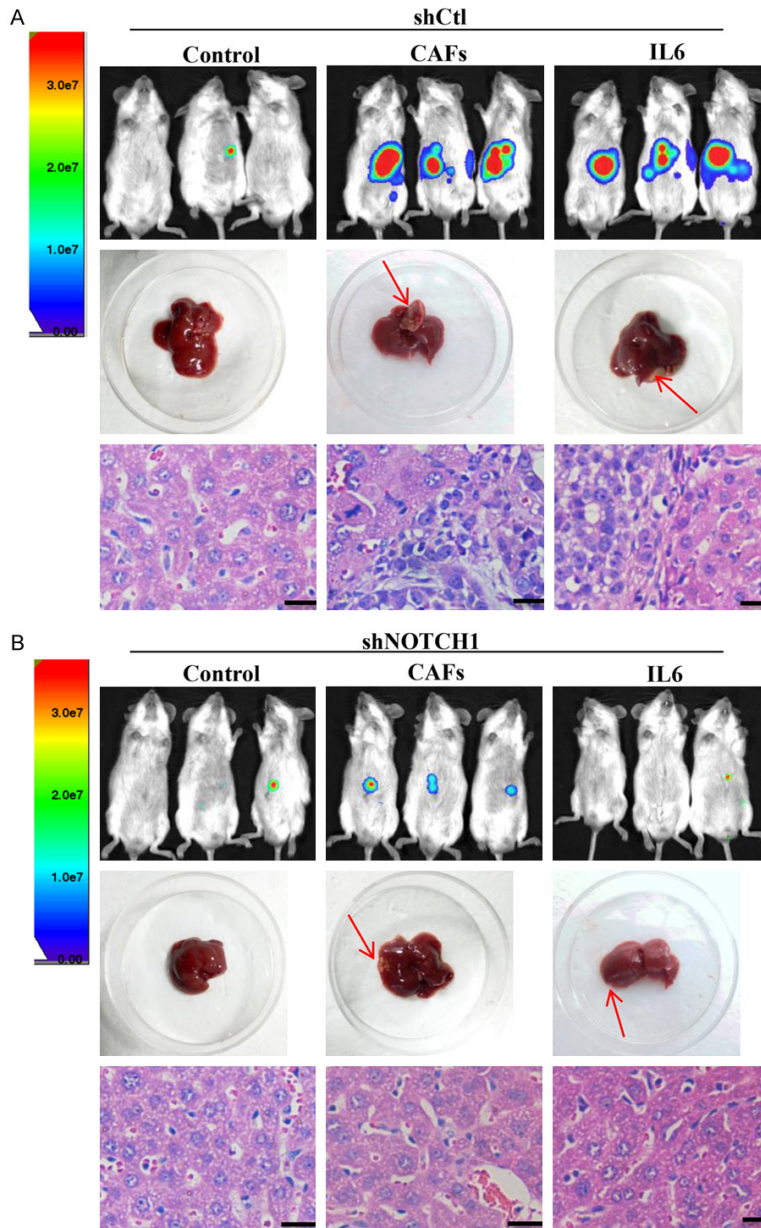 A
shCtl
Control CAFs IL6
3.0e7
2.0e7
1.0e7
0.00
B
shNOTCH1
Control CAFs IL6
3.0e7
2.0e7
1.0e7
0.00